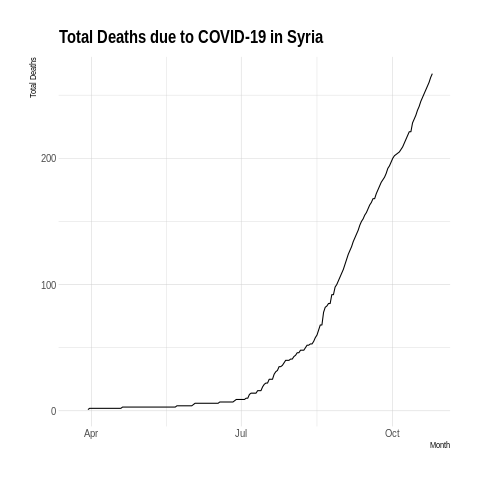 Total Deaths due to COVID-19 in Syria
Total Deaths
200
100
0
Apr Jul Oct
Month